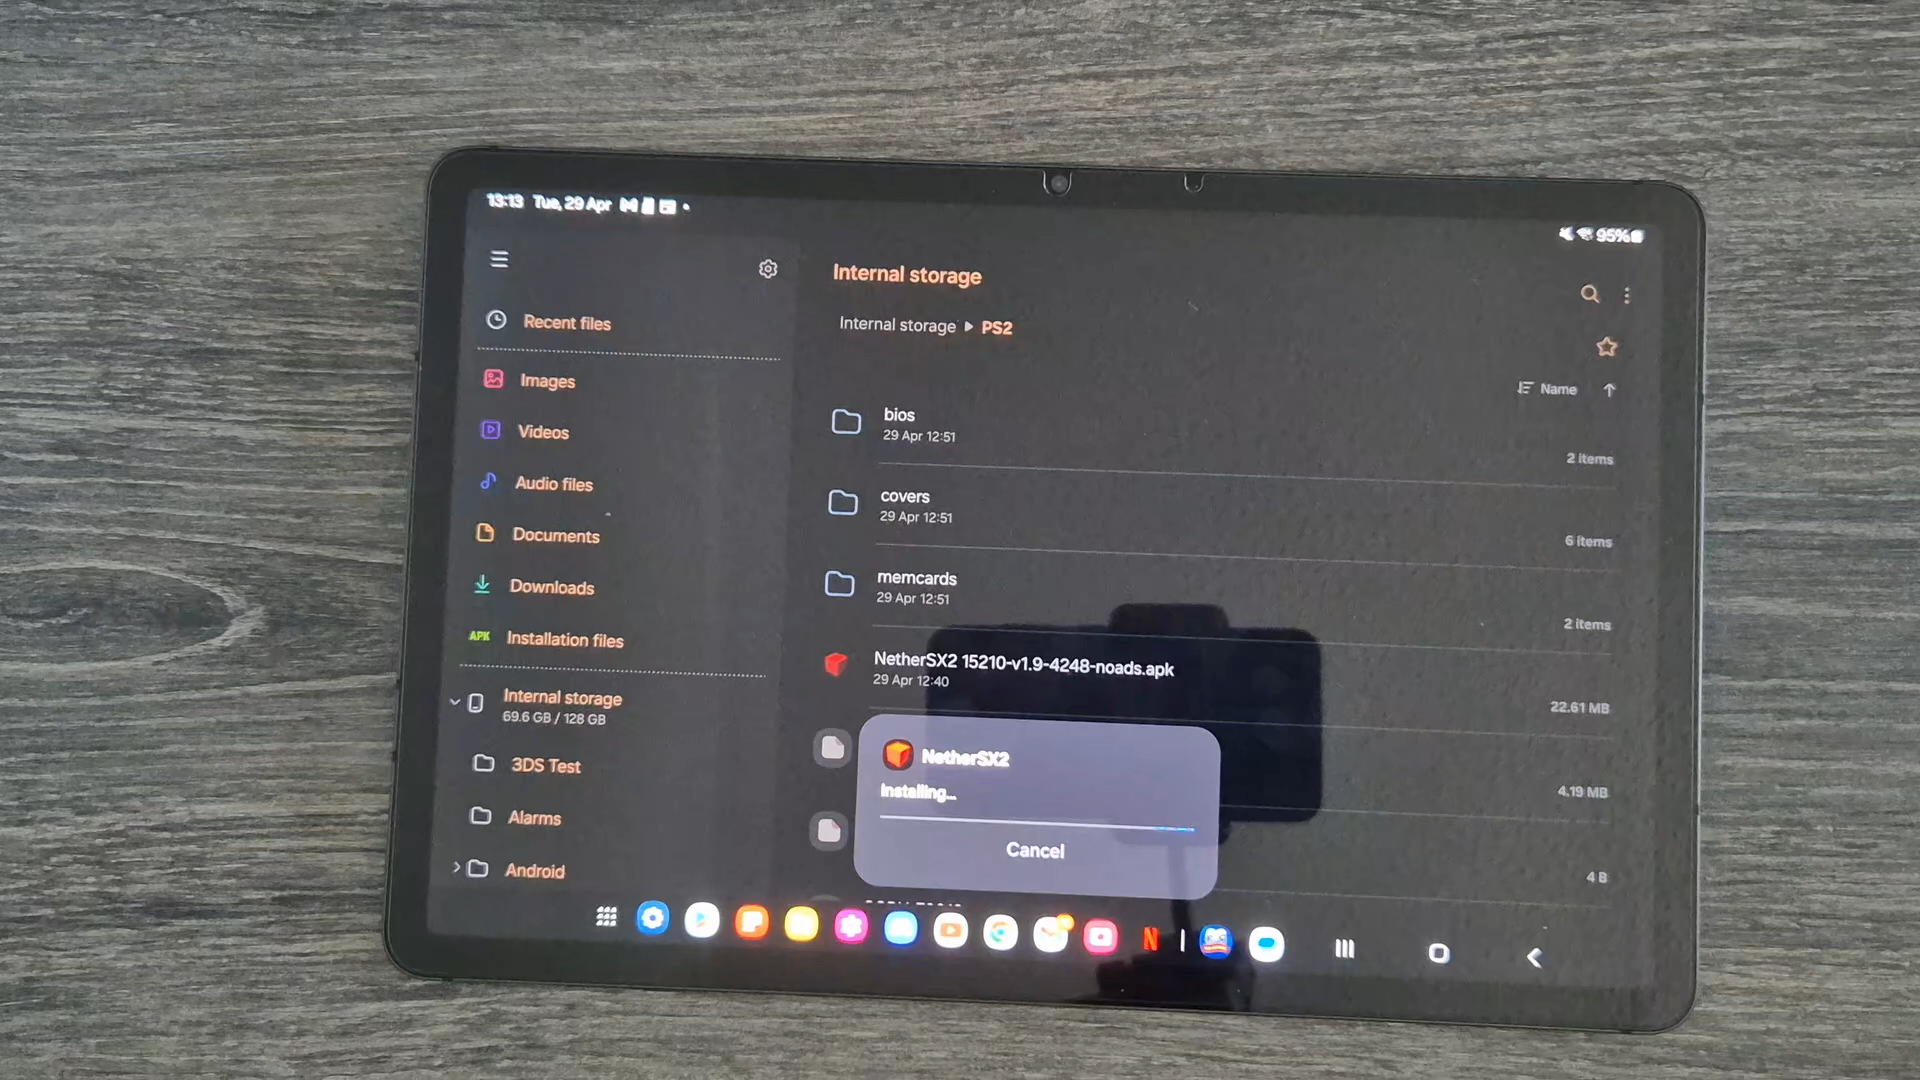 13:13 Tue, 29 Apr
95%
Internal storage
Internal storage PS2
Recent files
Images
Videos
Audio files
Documents
Downloads
APK Installation files
Internal storage
69.6 GB / 128 GB
3DS Test
Alarms
Android
Name
bios
29 Apr 12:51
2 items
covers
29 Apr 12:51
6 items
memcards
29 Apr 12:51
2 items
NetherSX2 15210-v1.9-4248-noads.apk
29 Apr 12:40
22.61 MB
4.19 MB
4 B
NetherSX2
Installing...
Cancel
N